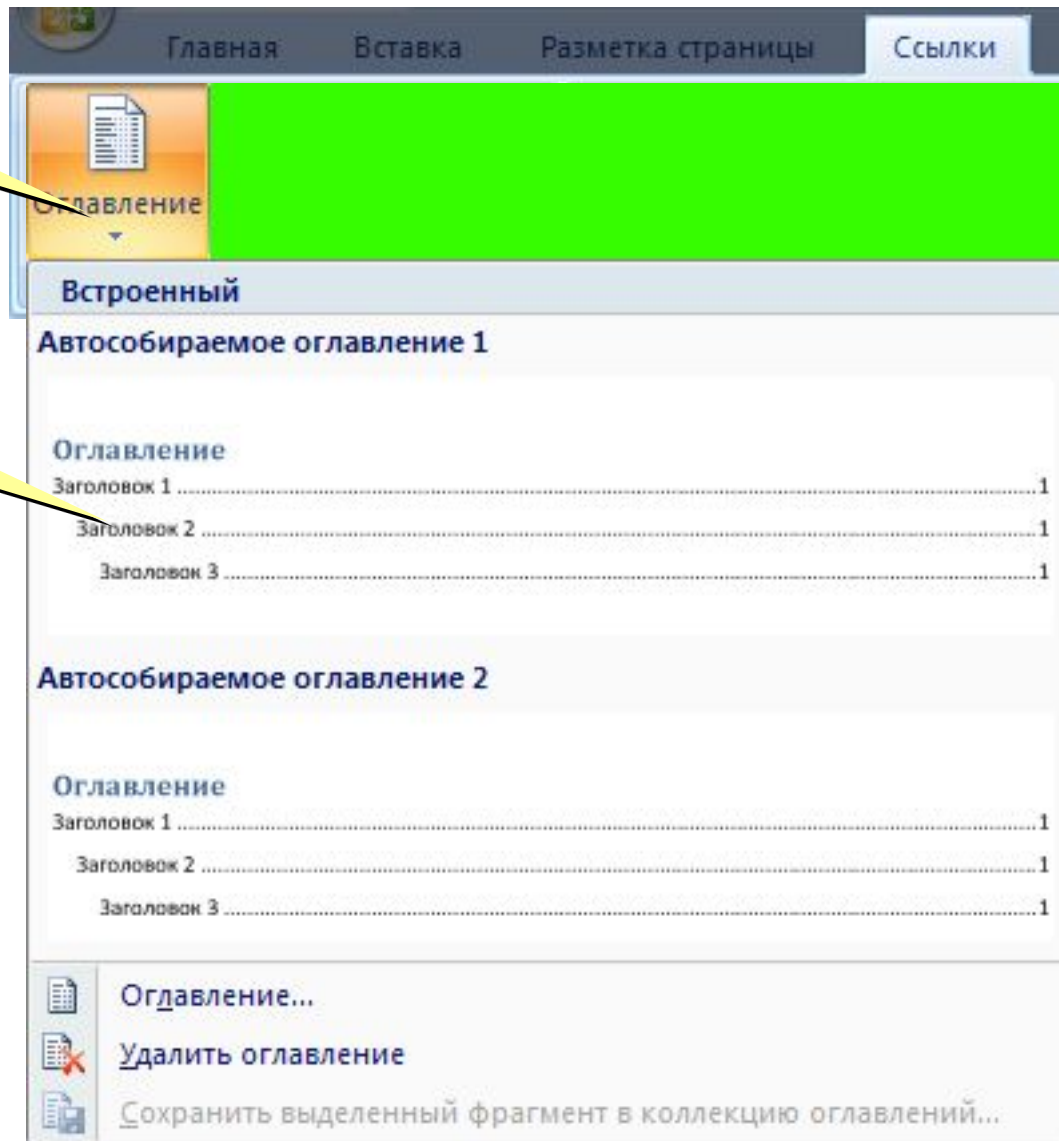 Главная Вставка Разметка страницы Ссылки
Оглавление
Встроенный
Автособираемое оглавление 1
Оглавление
Заголовок 1 ........ 1
Заголовок 2 ........ 1
Заголовок 3 ........ 1
Автособираемое оглавление 2
Оглавление
Заголовок 1 ........ 1
Заголовок 2 ........ 1
Заголовок 3 ........ 1
Оглавление...
Удалить оглавление
Сохранить выделенный фрагмент в коллекцию оглавлений...